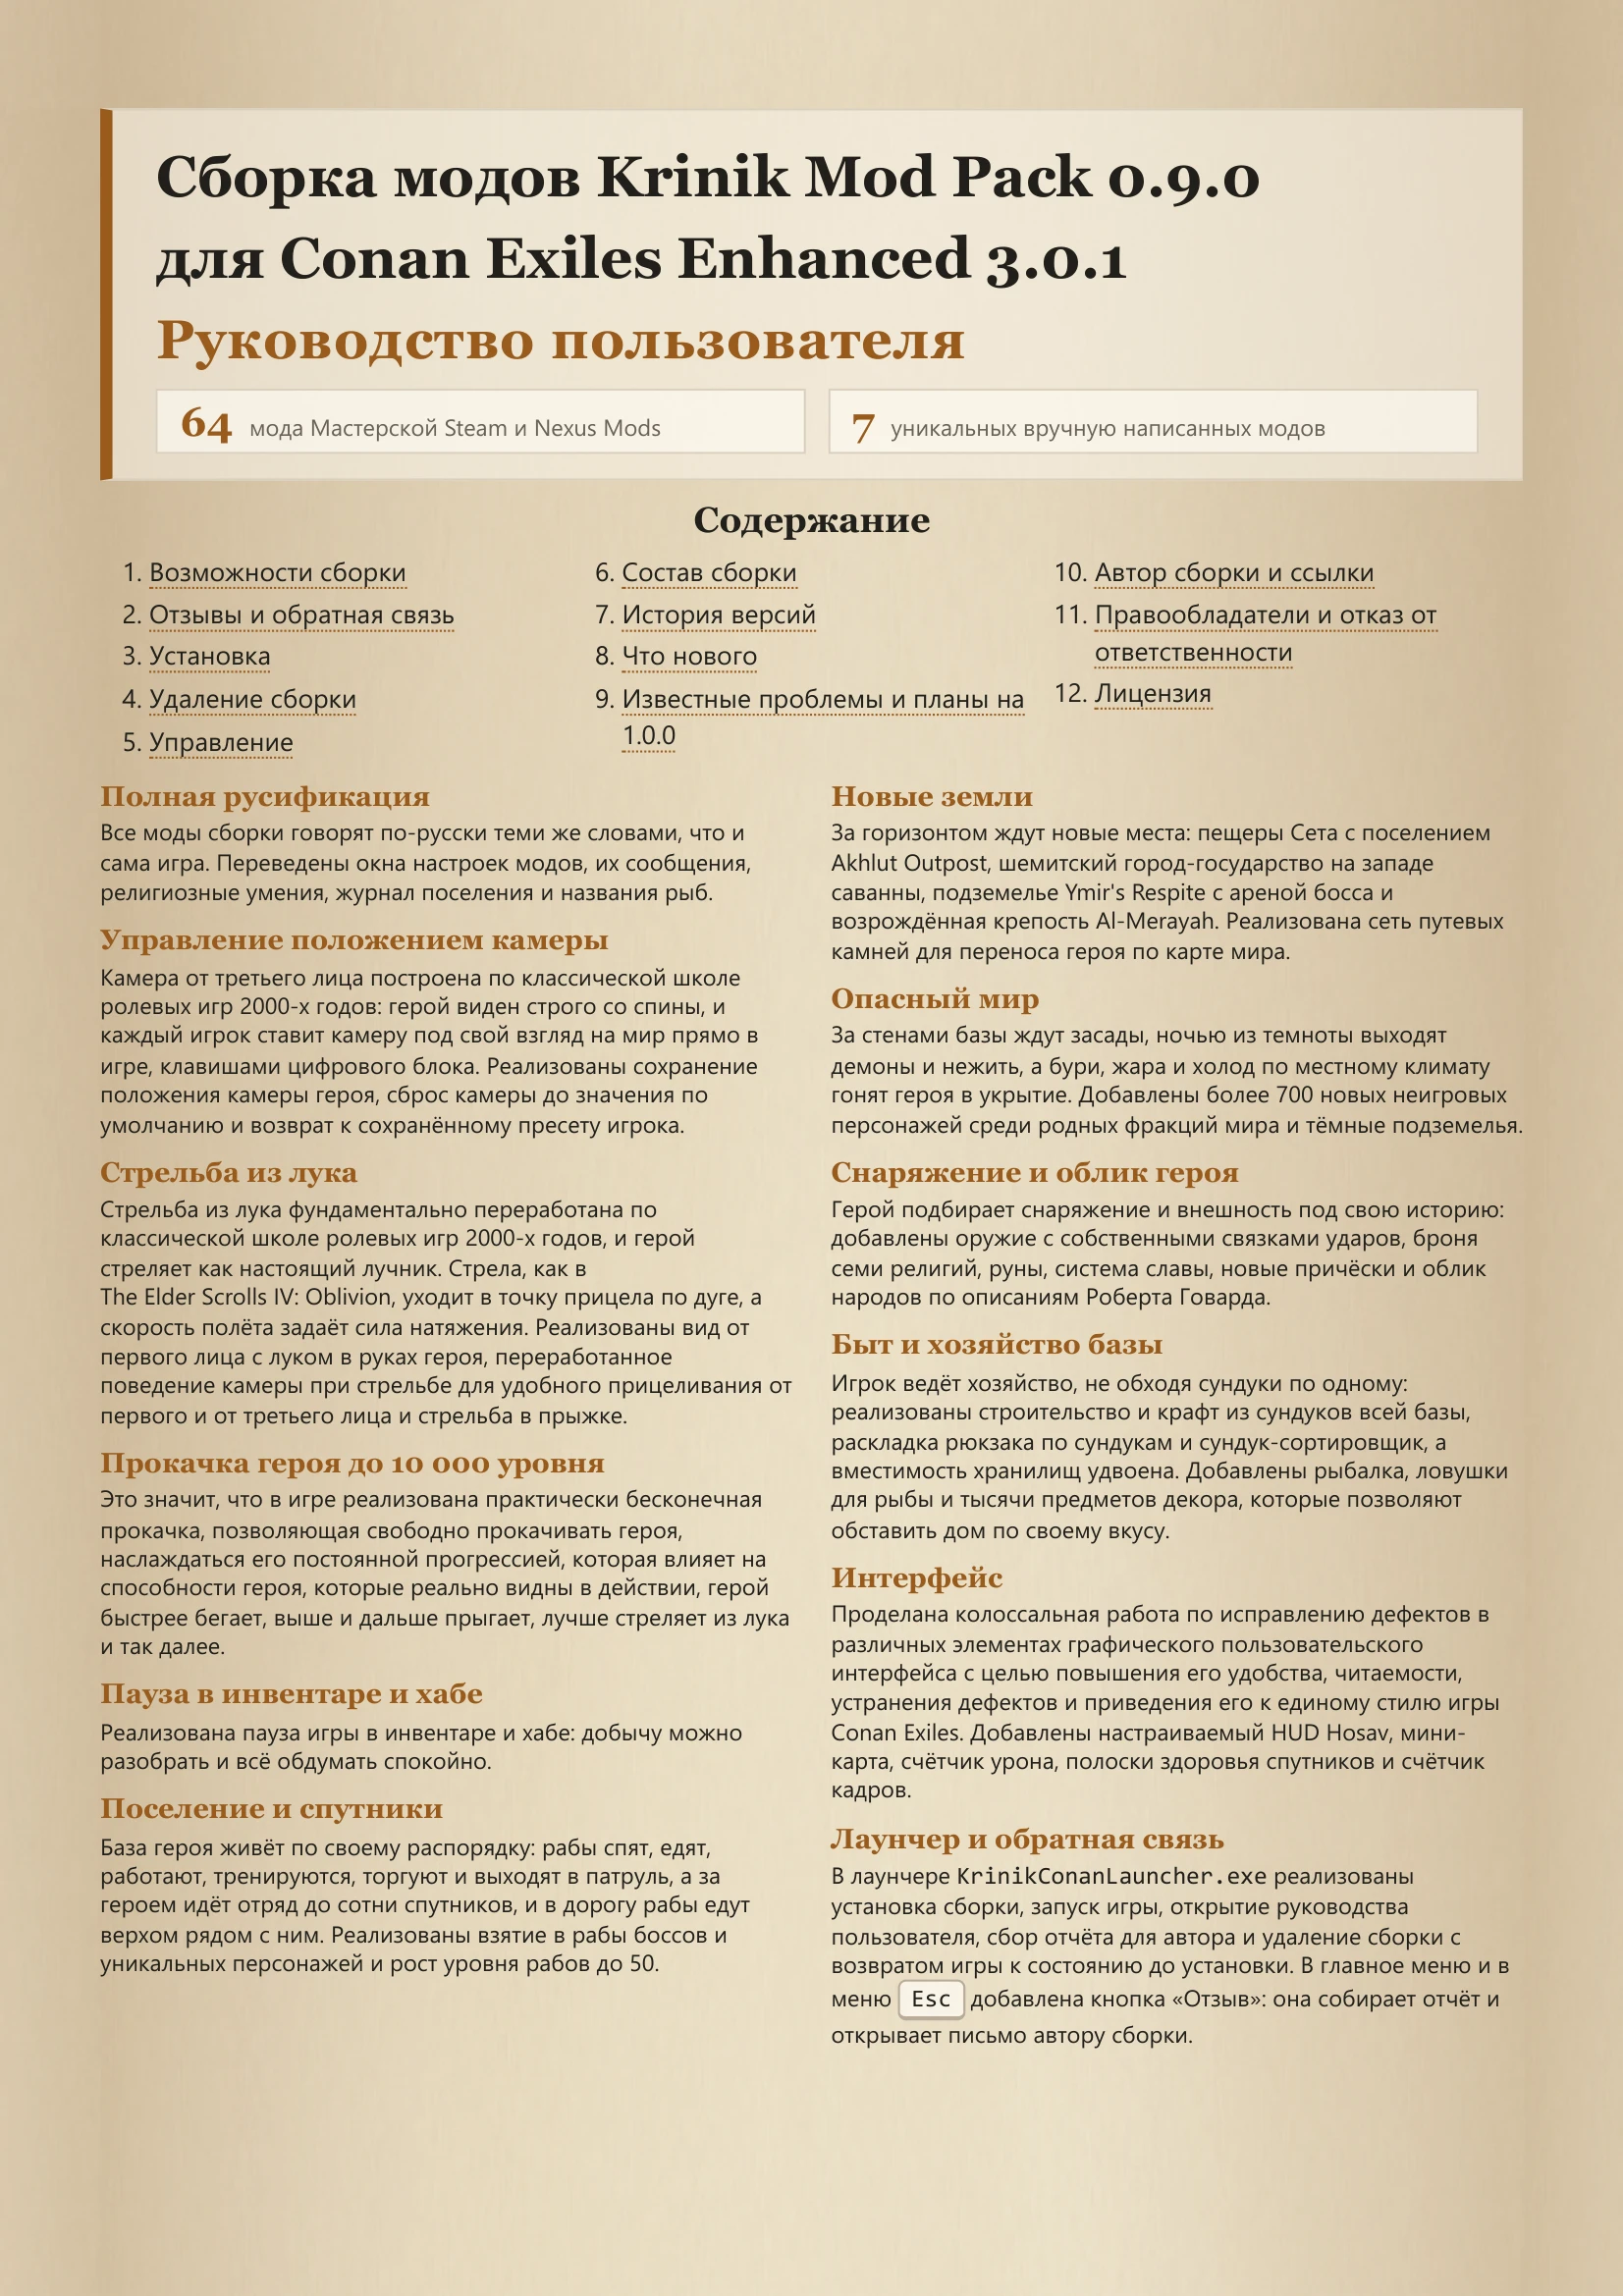 Сборка модов Krinik Mod Pack 0.9.0
для Conan Exiles Enhanced 3.0.1
Руководство пользователя
64 мода Мастерской Steam и Nexus Mods
7 уникальных вручную написанных модов
Содержание
1. Возможности сборки
2. Отзывы и обратная связь
3. Установка
4. Удаление сборки
5. Управление
6. Состав сборки
7. История версий
8. Что нового
9. Известные проблемы и планы на
1.0.0
10. Автор сборки и ссылки
11. Правообладатели и отказ от
ответственности
12. Лицензия
Полная русификация
Все моды сборки говорят по-русски теми же словами, что и
сама игра. Переведены окна настроек модов, их сообщения,
религиозные умения, журнал поселения и названия рыб.
Управление положением камеры
Камера от третьего лица построена по классической школе
ролевых игр 2000-х годов: герой виден строго со спины, и
каждый игрок ставит камеру под свой взгляд на мир прямо в
игре, клавишами цифрового блока. Реализованы сохранение
положения камеры героя, сброс камеры до значения по
умолчанию и возврат к сохранённому пресету игрока.
Стрельба из лука
Стрельба из лука фундаментально переработана по
классической школе ролевых игр 2000-х годов, и герой
стреляет как настоящий лучник. Стрела, как в
The Elder Scrolls IV: Oblivion, уходит в точку прицела по дуге, а
скорость полёта задаёт сила натяжения. Реализованы вид от
первого лица с луком в руках героя, переработанное
поведение камеры при стрельбе для удобного прицеливания от
первого и от третьего лица и стрельба в прыжке.
Прокачка героя до 10 000 уровня
Это значит, что в игре реализована практически бесконечная
прокачка, позволяющая свободно прокачивать героя,
наслаждаться его постоянной прогрессией, которая влияет на
способности героя, которые реально видны в действии, герой
быстрее бегает, выше и дальше прыгает, лучше стреляет из лука
и так далее.
Пауза в инвентаре и хабе
Реализована пауза игры в инвентаре и хабе: добычу можно
разобрать и всё обдумать спокойно.
Поселение и спутники
База героя живёт по своему распорядку: рабы спят, едят,
работают, тренируются, торгуют и выходят в патруль, а за
героем идёт отряд до сотни спутников, и в дорогу рабы едут
верхом рядом с ним. Реализованы взятие в рабы боссов и
уникальных персонажей и рост уровня рабов до 50.
Новые земли
За горизонтом ждут новые места: пещеры Сета с поселением
Akhlut Outpost, шемитский город-государство на западе
саванны, подземелье Ymir's Respite с ареной босса и
возрождённая крепость Al-Merayah. Реализована сеть путевых
камней для переноса героя по карте мира.
Опасный мир
За стенами базы ждут засады, ночью из темноты выходят
демоны и нежить, а бури, жара и холод по местному климату
гонят героя в укрытие. Добавлены более 700 новых неигровых
персонажей среди родных фракций мира и тёмные подземелья.
Снаряжение и облик героя
Герой подбирает снаряжение и внешность под свою историю:
добавлены оружие с собственными связками ударов, броня
семи религий, руны, система славы, новые причёски и облик
народов по описаниям Роберта Говарда.
Быт и хозяйство базы
Игрок ведёт хозяйство, не обходя сундуки по одному:
реализованы строительство и крафт из сундуков всей базы,
раскладка рюкзака по сундукам и сундук-сортировщик, а
вместимость хранилищ удвоена. Добавлены рыбалка, ловушки
для рыбы и тысячи предметов декора, которые позволяют
обставить дом по своему вкусу.
Интерфейс
Проделана колоссальная работа по исправлению дефектов в
различных элементах графического пользовательского
интерфейса с целью повышения его удобства, читаемости,
устранения дефектов и приведения его к единому стилю игры
Conan Exiles. Добавлены настраиваемый HUD Hosav, мини-
карта, счётчик урона, полоски здоровья спутников и счётчик
кадров.
Лаунчер и обратная связь
В лаунчере KrinikConanLauncher.exe реализованы
установка сборки, запуск игры, открытие руководства
пользователя, сбор отчёта для автора и удаление сборки с
возвратом игры к состоянию до установки. В главное меню и в
меню Esc добавлена кнопка «Отзыв»: она собирает отчёт и
открывает письмо автору сборки.